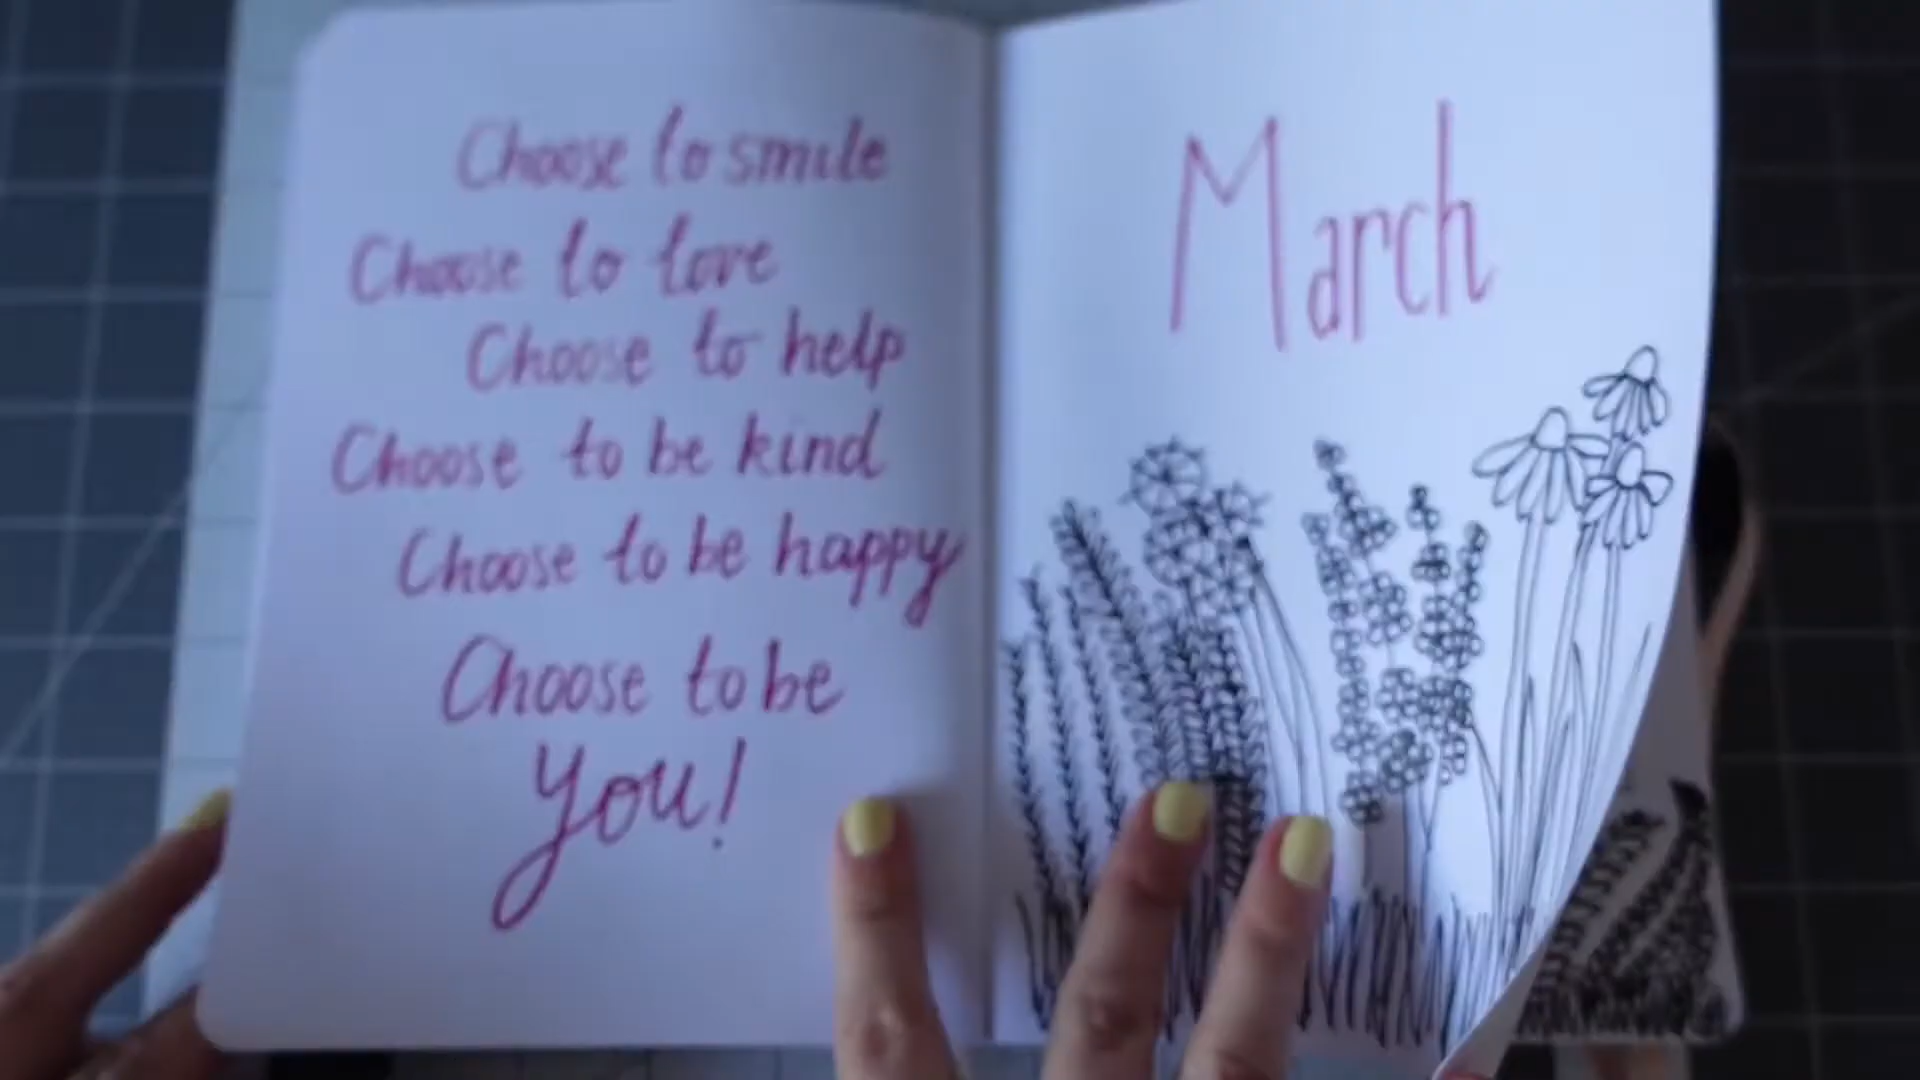 Choose to smile
Choose to love
Choose to help
Choose to be kind
Choose to be happy
Choose to be
you!
March